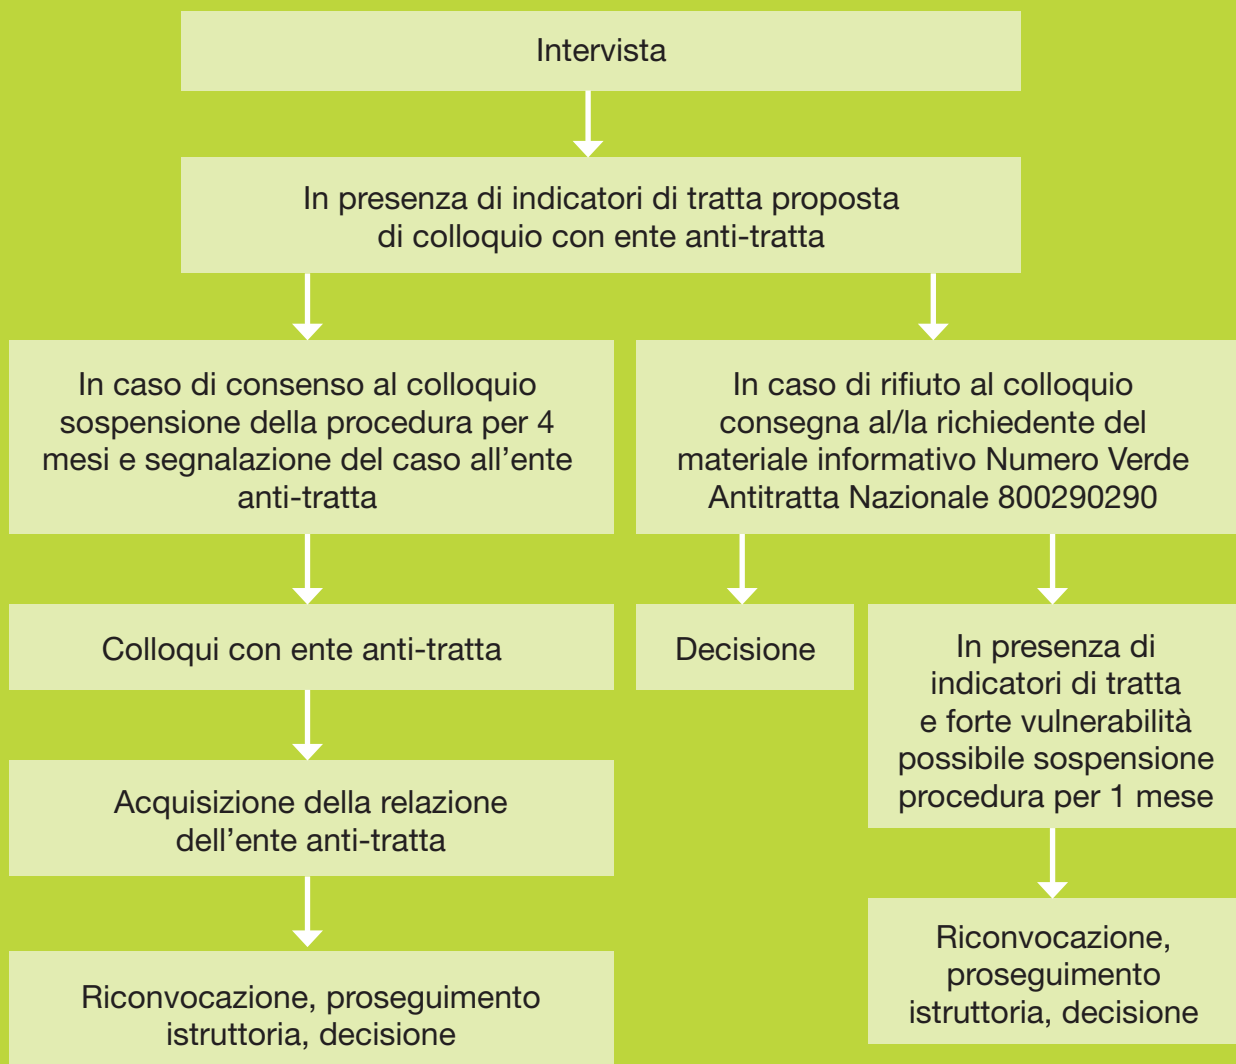 Intervista
In presenza di indicatori di tratta proposta
di colloquio con ente anti-tratta
In caso di consenso al colloquio
sospensione della procedura per 4
mesi e segnalazione del caso all’ente
anti-tratta
In caso di rifiuto al colloquio
consegna al/la richiedente del
materiale informativo Numero Verde
Antitratta Nazionale 800290290
Colloqui con ente anti-tratta
Decisione
In presenza di
indicatori di tratta
e forte vulnerabilità
possibile sospensione
procedura per 1 mese
Acquisizione della relazione
dell’ente anti-tratta
Riconvocazione,
proseguimento
istruttoria, decisione
Riconvocazione, proseguimento
istruttoria, decisione